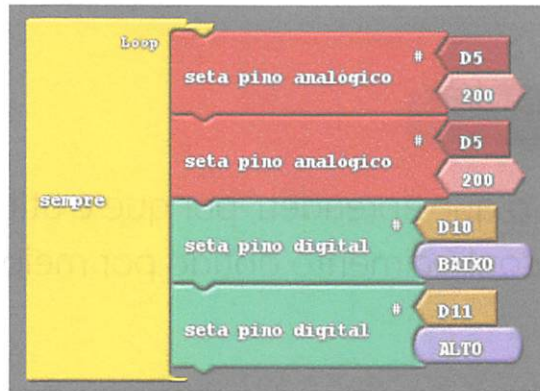 Loop
seta pino analógico # D5
200
seta pino analógico # D5
200
sempre
seta pino digital # D10
BAIXO
seta pino digital # D11
ALTO